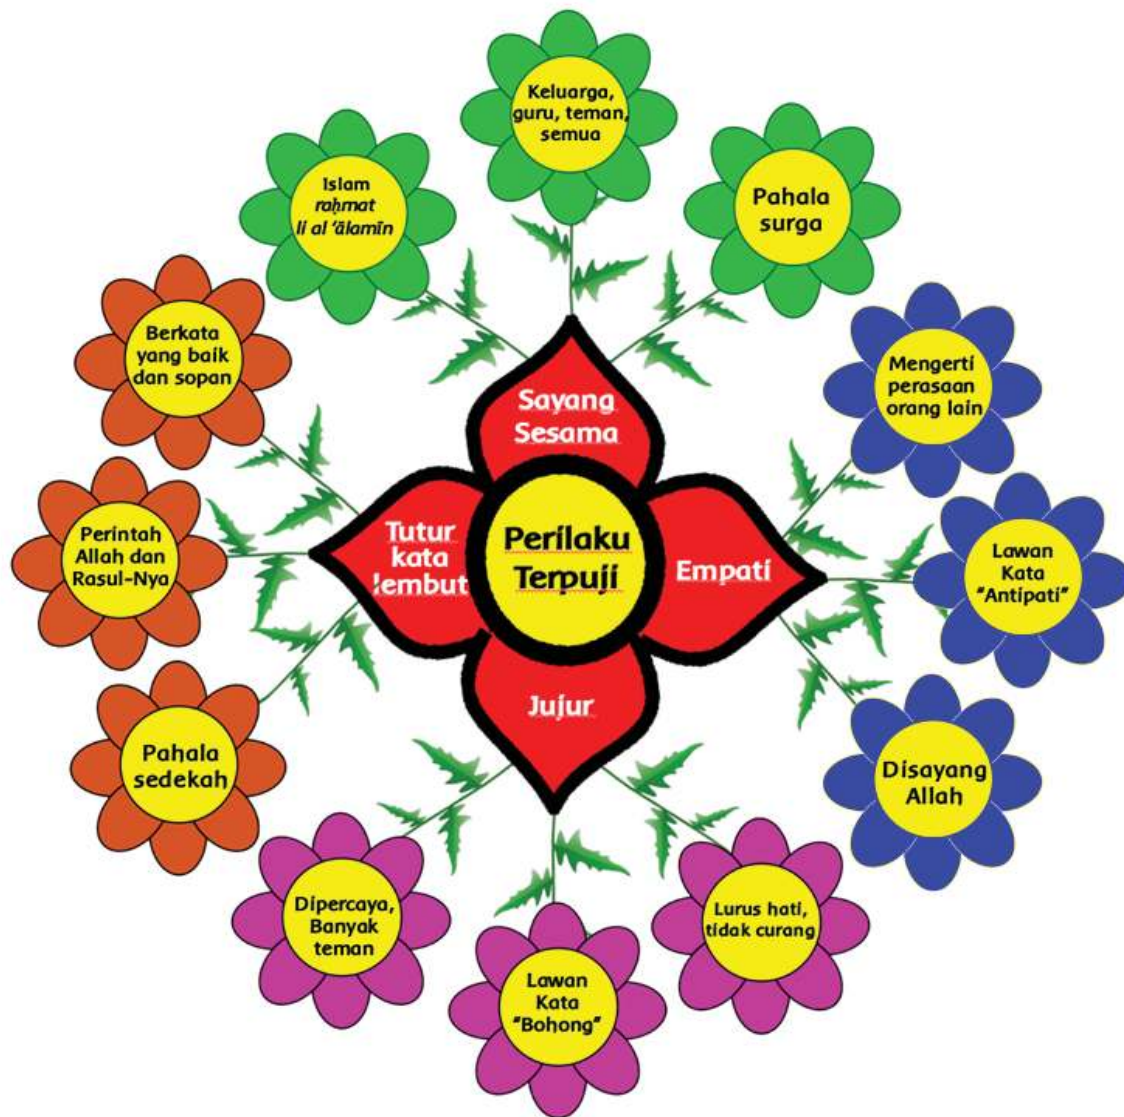 Keluarga,
guru, teman,
semua
Islam
raḥmat
li al ‘ālamīn
Pahala
surga
Berkata
yang baik
dan sopan
Mengerti
perasaan
orang lain
Sayang
Sesama
Perintah
Allah dan
Rasul-Nya
Tutur
kata
lembut
Perilaku
Terpuji
Empati
Lawan
Kata
"Antipati"
Jujur
Pahala
sedekah
Disayang
Allah
Dipercaya,
Banyak
teman
Lawan
Kata
"Bohong"
Lurus hati,
tidak curang